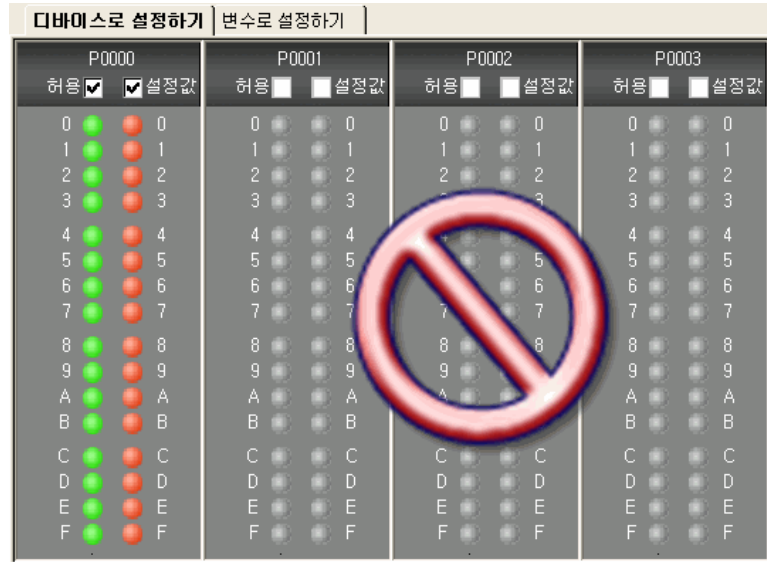 디바이스로 설정하기 변수로 설정하기
P0000 P0001 P0002 P0003
허용 설정값 허용 설정값 허용 설정값 허용 설정값
0 0 0 0 0 0 0 0
1 1 1 1 1 1 1 1
2 2 2 2 2 2 2 2
3 3 3 3 3 3 3 3
4 4 4 4 4 4 4
5 5 5 5 5 5 5
6 6 6 6 6 6 6
7 7 7 7 7 7 7 7
8 8 8 8 8 8 8 8
9 9 9 9 9 9 9
A A A A A A A
B B B B B B B B
C C C C C C C C
D D D D D D D D
E E E E E E E E
F F F F F F F F